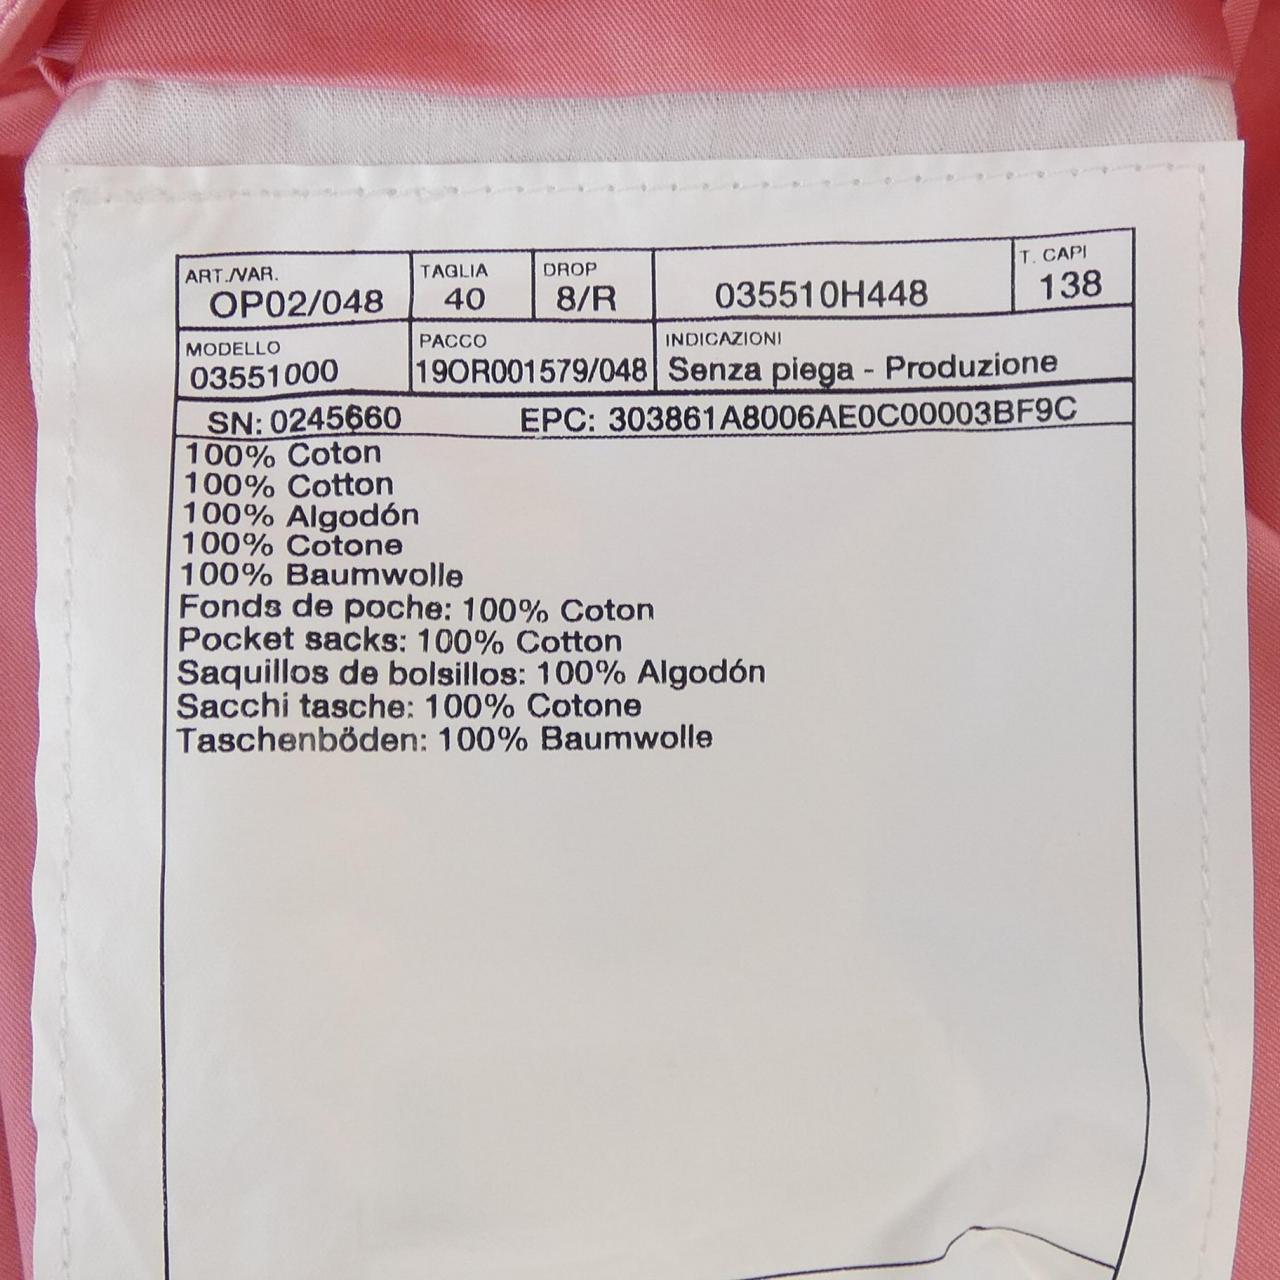 ART./VAR. TAGLIA DROP T. CAPI
OP02/048 40 8/R 035510H448 138
MODELLO PACCO INDICAZIONI
03551000 19OR001579/048 Senza piega - Produzione
SN: 0245660 EPC: 303861A8006AE0C00003BF9C
100% Coton
100% Cotton
100% Algodón
100% Cotone
100% Baumwolle
Fonds de poche: 100% Coton
Pocket sacks: 100% Cotton
Saquillos de bolsillos: 100% Algodón
Sacchi tasche: 100% Cotone
Taschenböden: 100% Baumwolle